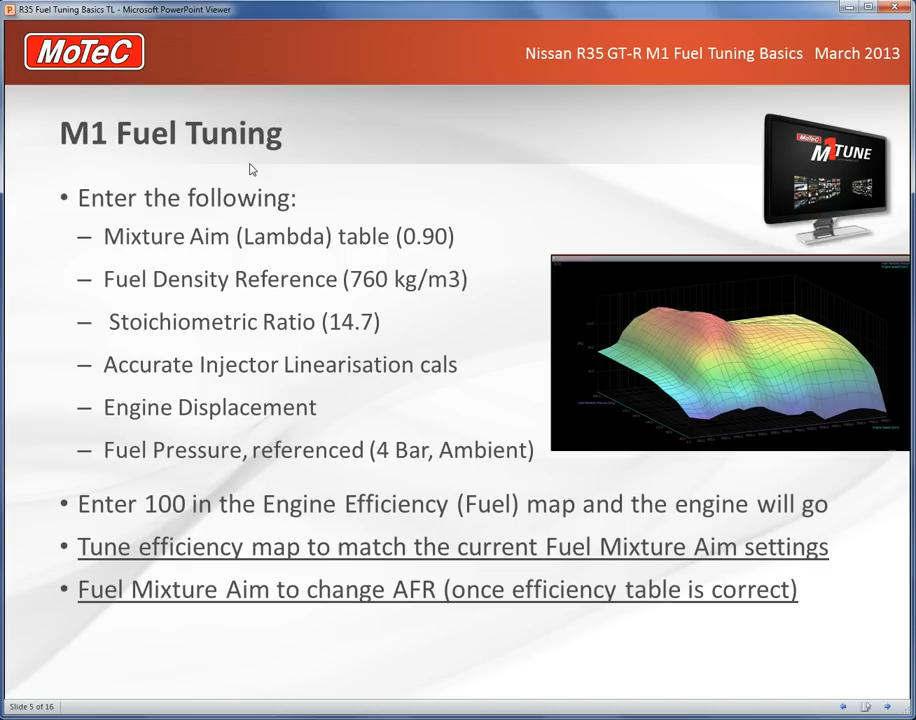 R35 Fuel Tuning Basics TL - Microsoft PowerPoint Viewer
MoTeC
Nissan R35 GT-R M1 Fuel Tuning Basics March 2013
M1 Fuel Tuning
MoTeC
M1 TUNE
• Enter the following:
– Mixture Aim (Lambda) table (0.90)
– Fuel Density Reference (760 kg/m3)
– Stoichiometric Ratio (14.7)
– Accurate Injector Linearisation cals
– Engine Displacement
– Fuel Pressure, referenced (4 Bar, Ambient)
• Enter 100 in the Engine Efficiency (Fuel) map and the engine will go
• Tune efficiency map to match the current Fuel Mixture Aim settings
• Fuel Mixture Aim to change AFR (once efficiency table is correct)
Slide 5 of 16